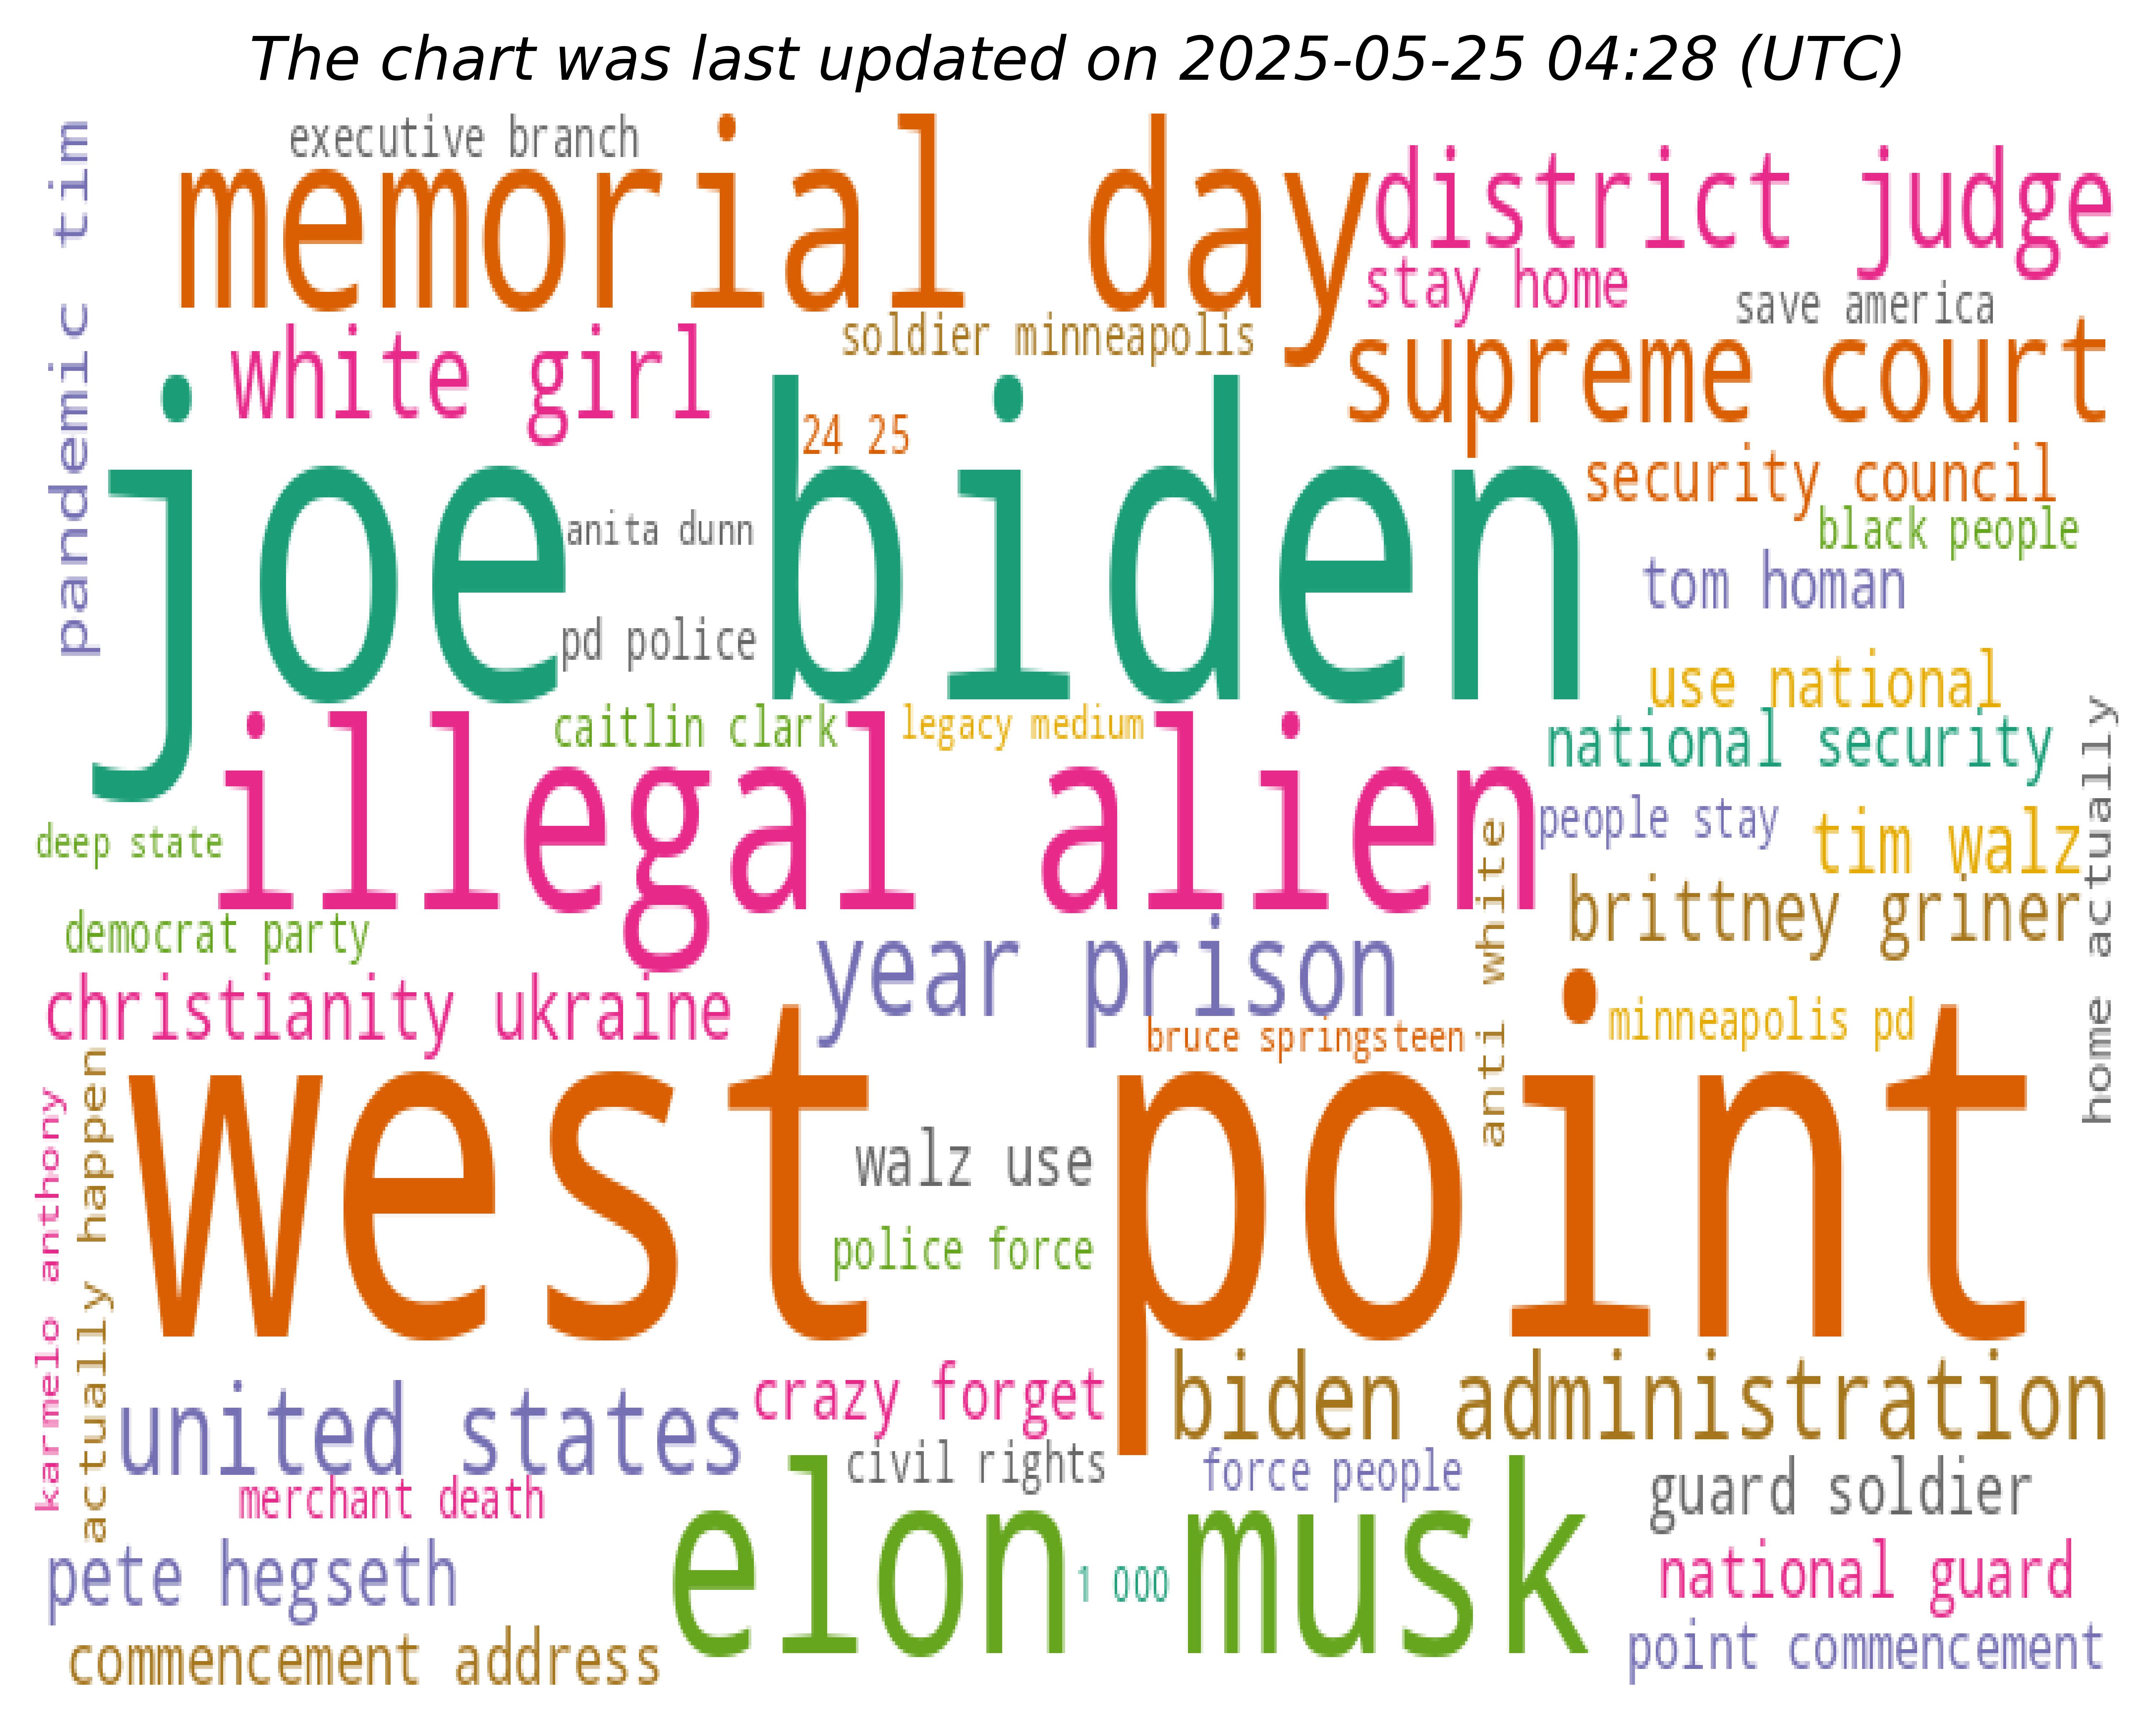 The chart was last updated on 2025-05-25 04:28 (UTC)
executive branch
memorial day
district judge
pandemic tim
stay home
save america
soldier minneapolis
white girl
supreme court
24 25
joe biden
security council
anita dunn
black people
tom homan
pd police
use national
caitlin clark
legacy medium
national security
illegal alien
home actually
people stay
tim walz
deep state
anti white
brittney griner
democrat party
year prison
christianity ukraine
bruce springsteen
minneapolis pd
west point
walz use
police force
karmelo anthony
actually happen
crazy forget
biden administration
united states
civil rights
force people
guard soldier
merchant death
elon musk
pete hegseth
1 000
national guard
commencement address
point commencement